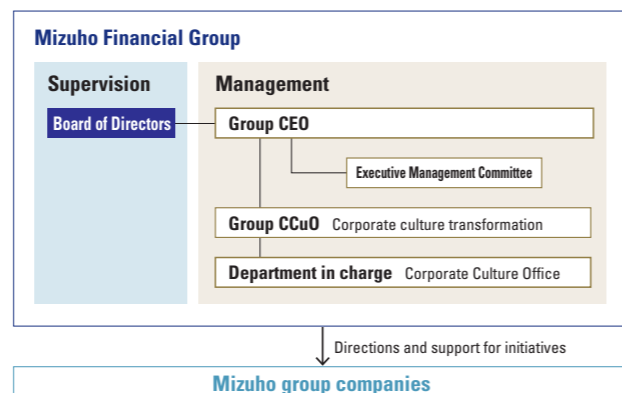 Mizuho Financial Group
Supervision
Management
Board of Directors
Group CEO
Executive Management Committee
Group CCuO Corporate culture transformation
Department in charge Corporate Culture Office
Directions and support for initiatives
Mizuho group companies